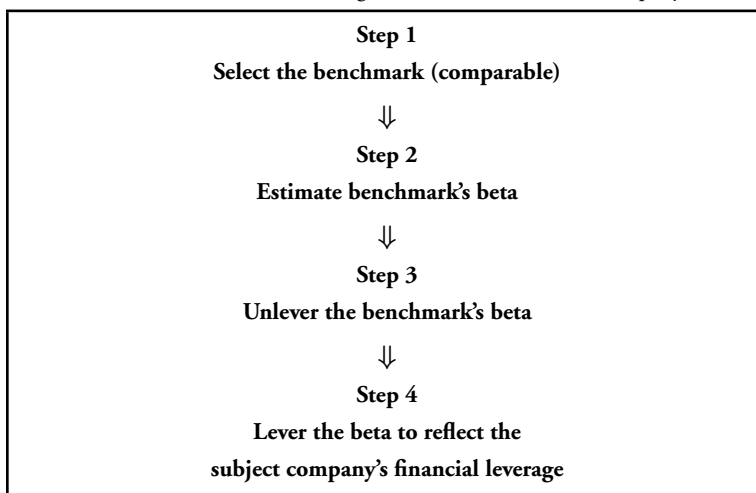 Step 1
Select the benchmark (comparable)
⇓
Step 2
Estimate benchmark's beta
⇓
Step 3
Unlever the benchmark's beta
⇓
Step 4
Lever the beta to reflect the
subject company's financial leverage